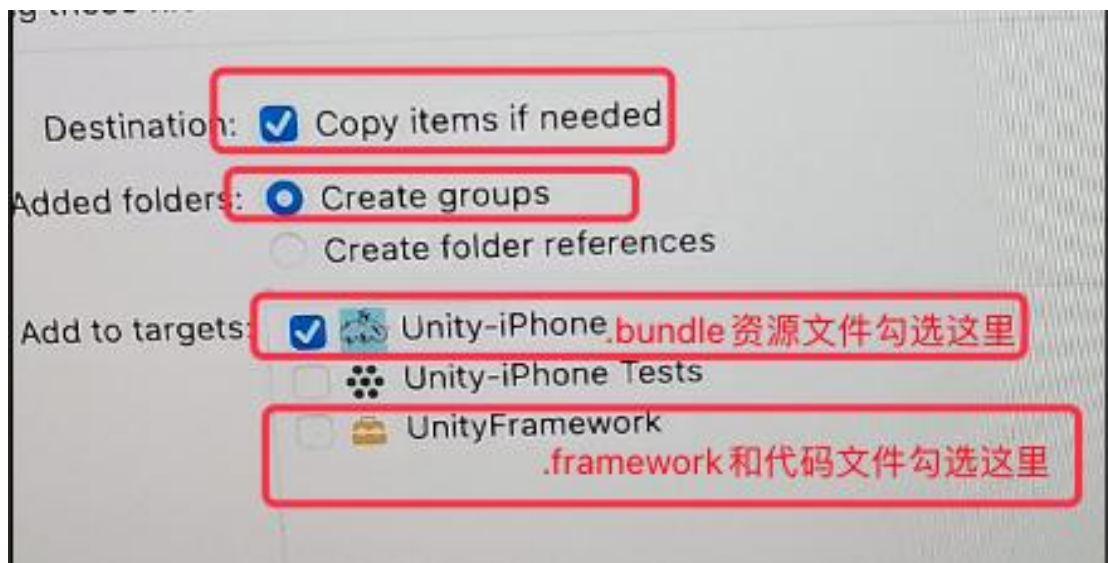 Destination: Copy items if needed
Added folders: Create groups
Create folder references
Add to targets: Unity-iPhone .bundle资源文件勾选这里
Unity-iPhone Tests
UnityFramework
.framework和代码文件勾选这里